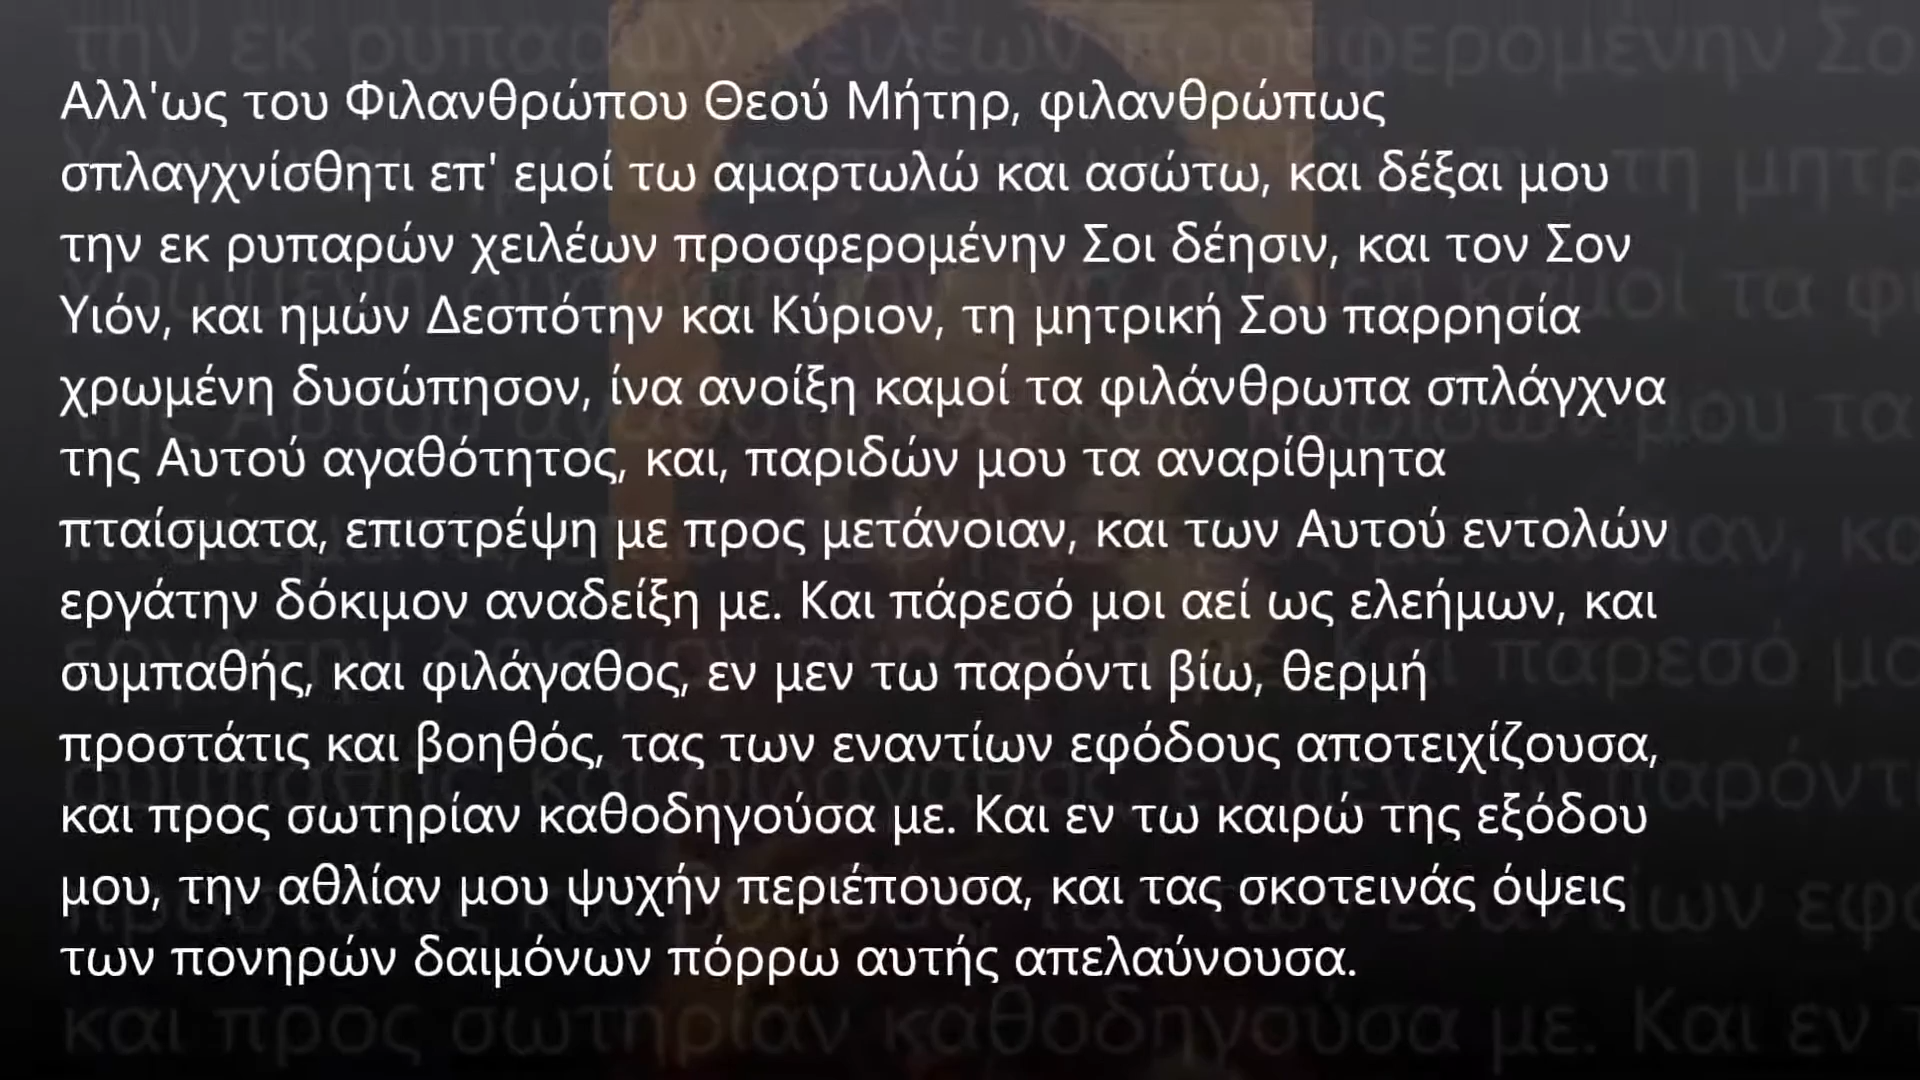 Αλλ'ως του Φιλανθρώπου Θεού Μήτηρ, φιλανθρώπως
σπλαγχνίσθητι επ' εμοί τω αμαρτωλώ και ασώτω, και δέξαι μου
την εκ ρυπαρών χειλέων προσφερομένην Σοι δέησιν, και τον Σον
Υιόν, και ημών Δεσπότην και Κύριον, τη μητρική Σου παρρησία
χρωμένη δυσώπησον, ίνα ανοίξη καμοί τα φιλάνθρωπα σπλάγχνα
της Αυτού αγαθότητος, και, παριδών μου τα αναρίθμητα
πταίσματα, επιστρέψη με προς μετάνοιαν, και των Αυτού εντολών
εργάτην δόκιμον αναδείξη με. Και πάρεσό μοι αεί ως ελεήμων, και
συμπαθής, και φιλάγαθος, εν μεν τω παρόντι βίω, θερμή
προστάτις και βοηθός, τας των εναντίων εφόδους αποτειχίζουσα,
και προς σωτηρίαν καθοδηγούσα με. Και εν τω καιρώ της εξόδου
μου, την αθλίαν μου ψυχήν περιέπουσα, και τας σκοτεινάς όψεις
των πονηρών δαιμόνων πόρρω αυτής απελαύνουσα.